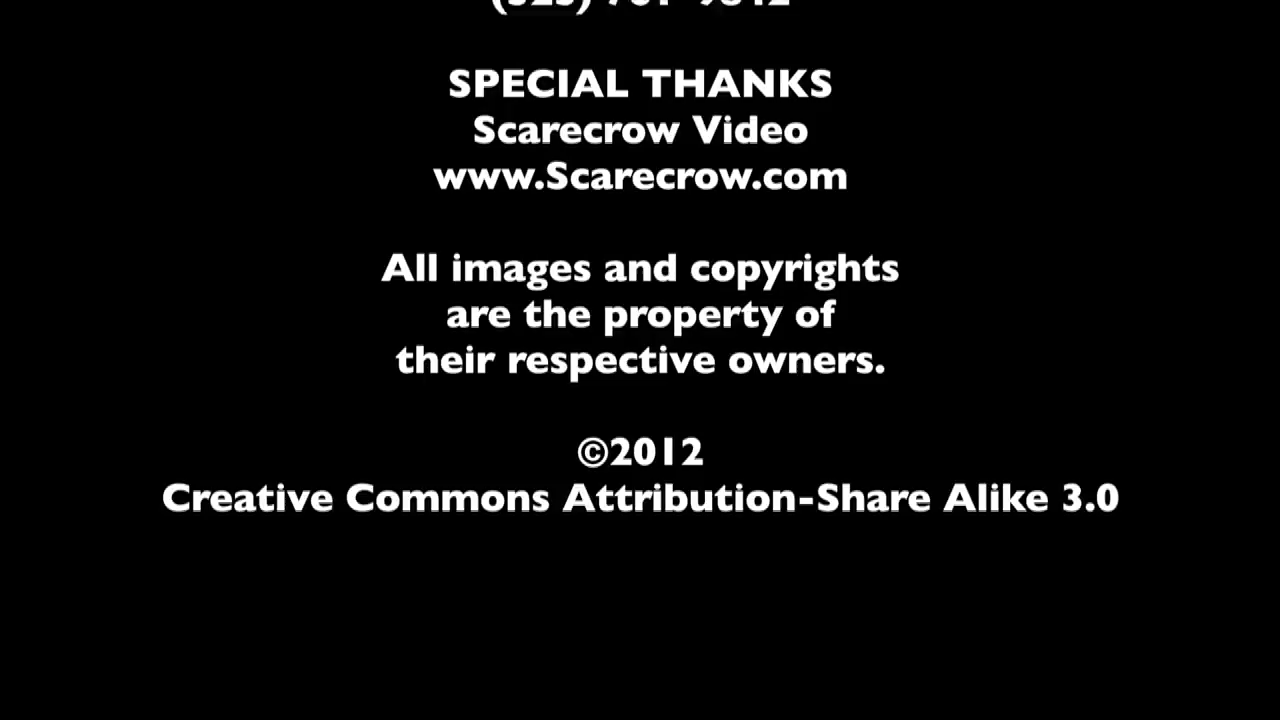 SPECIAL THANKS
Scarecrow Video
www.Scarecrow.com
All images and copyrights
are the property of
their respective owners.
©2012
Creative Commons Attribution-Share Alike 3.0